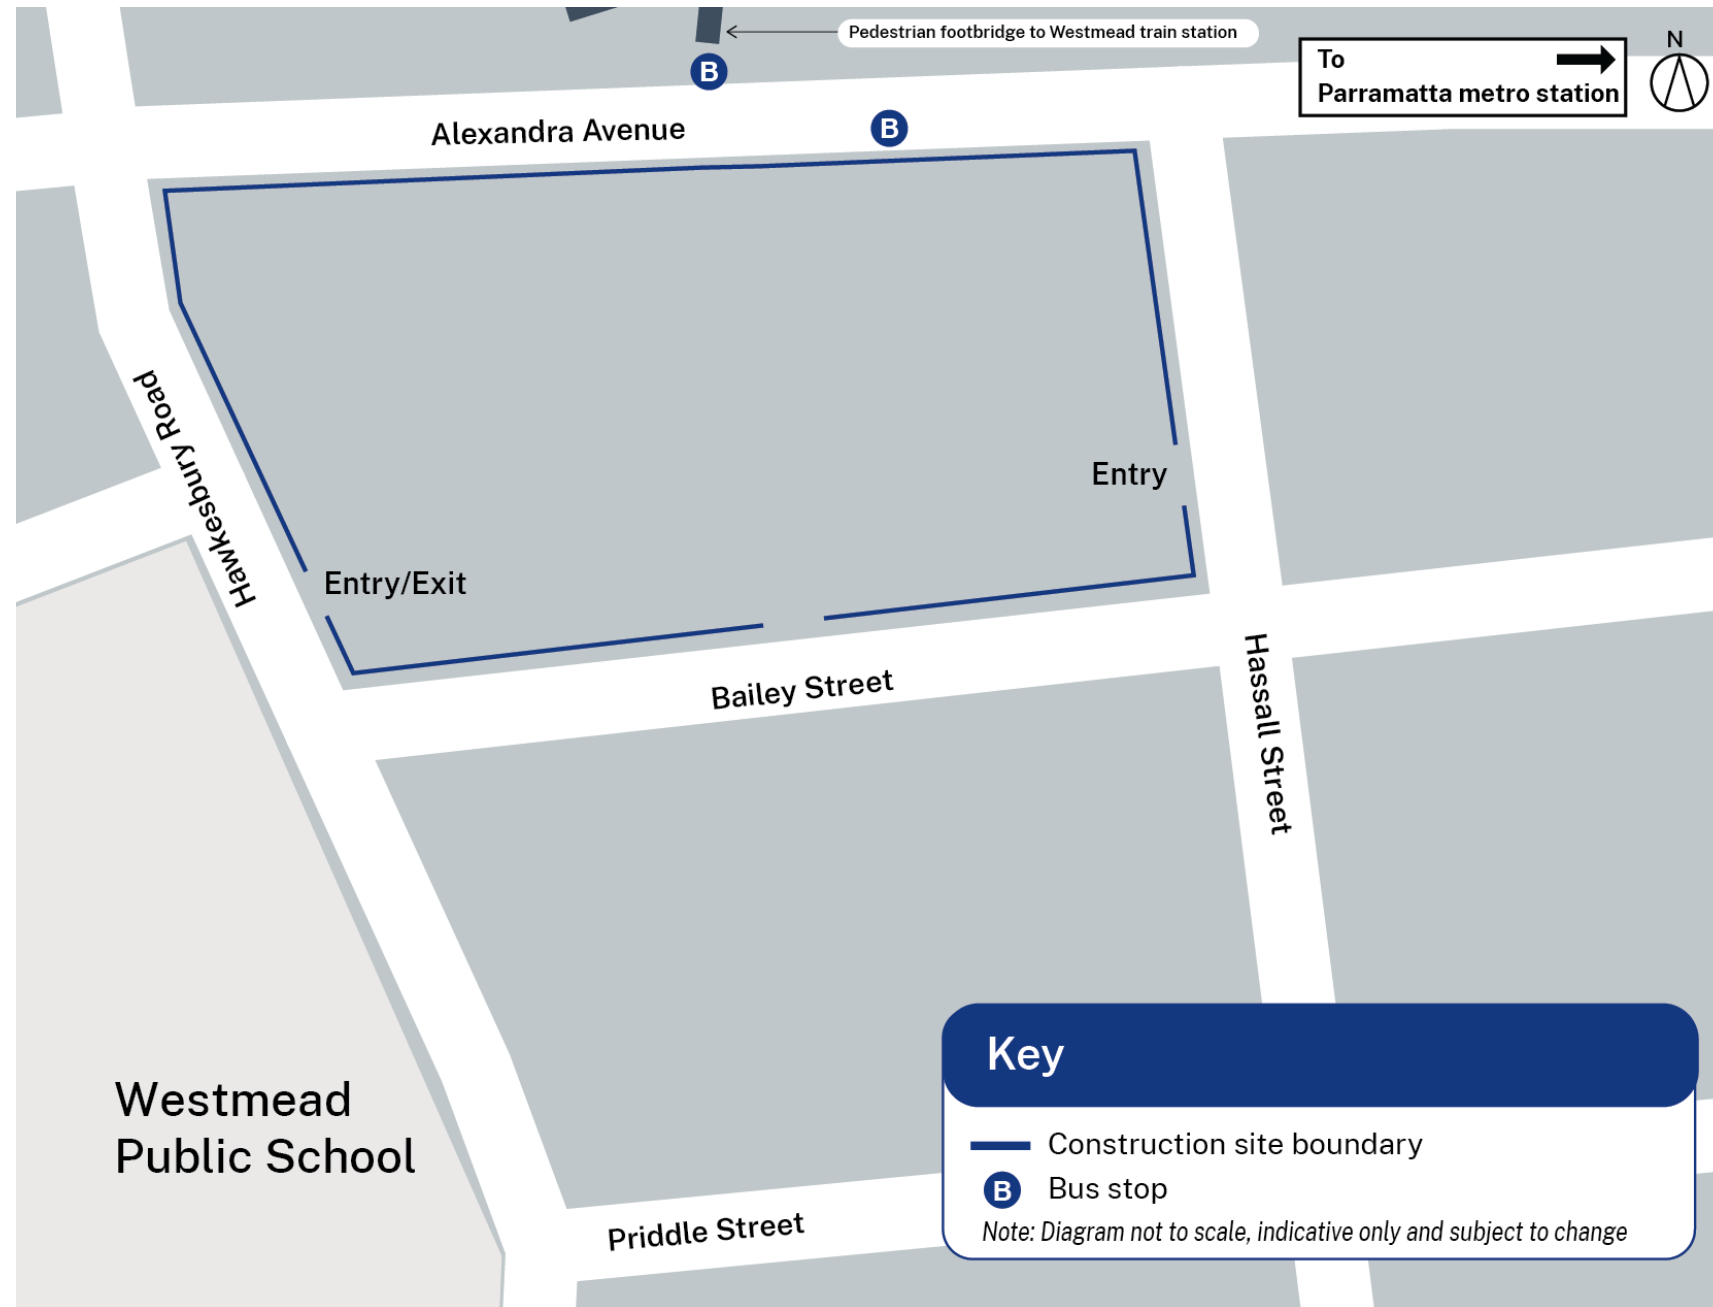 Pedestrian footbridge to Westmead train station
N
To
Parramatta metro station
B
B
Alexandra Avenue
Hawkesbury Road
Entry
Entry/Exit
Bailey Street
Hassall Street
Westmead
Public School
Priddle Street
Key
Construction site boundary
B Bus stop
Note: Diagram not to scale, indicative only and subject to change